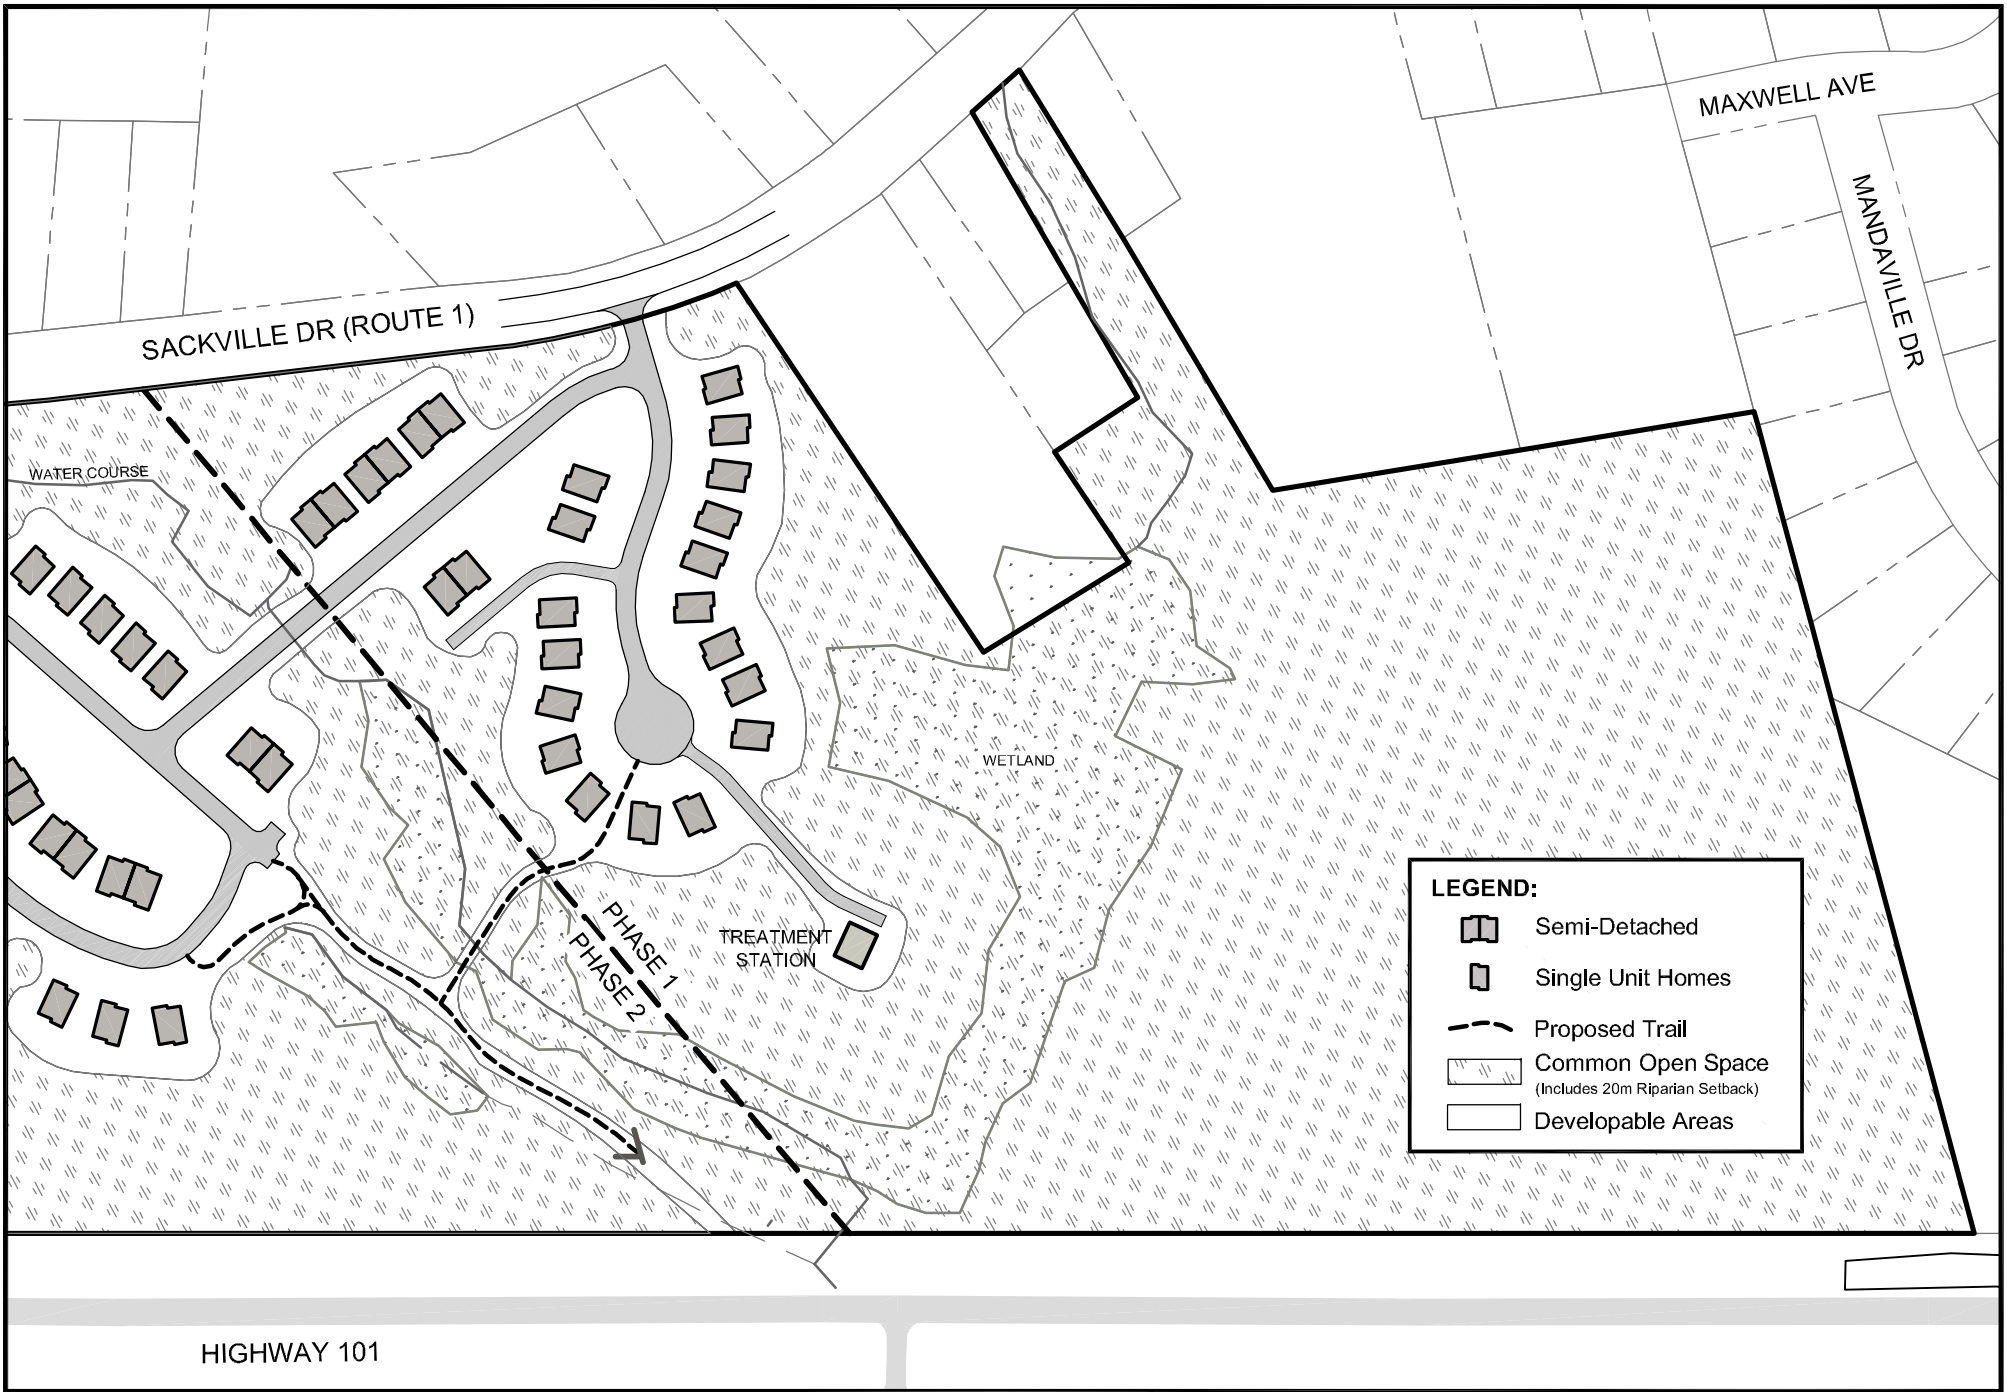 MAXWELL AVE
MANDAVILLE DR
SACKVILLE DR (ROUTE 1)
WATER COURSE
WETLAND
PHASE 1
PHASE 2
TREATMENT
STATION
LEGEND:
Semi-Detached
Single Unit Homes
Proposed Trail
Common Open Space
(Includes 20m Riparian Setback)
Developable Areas
HIGHWAY 101